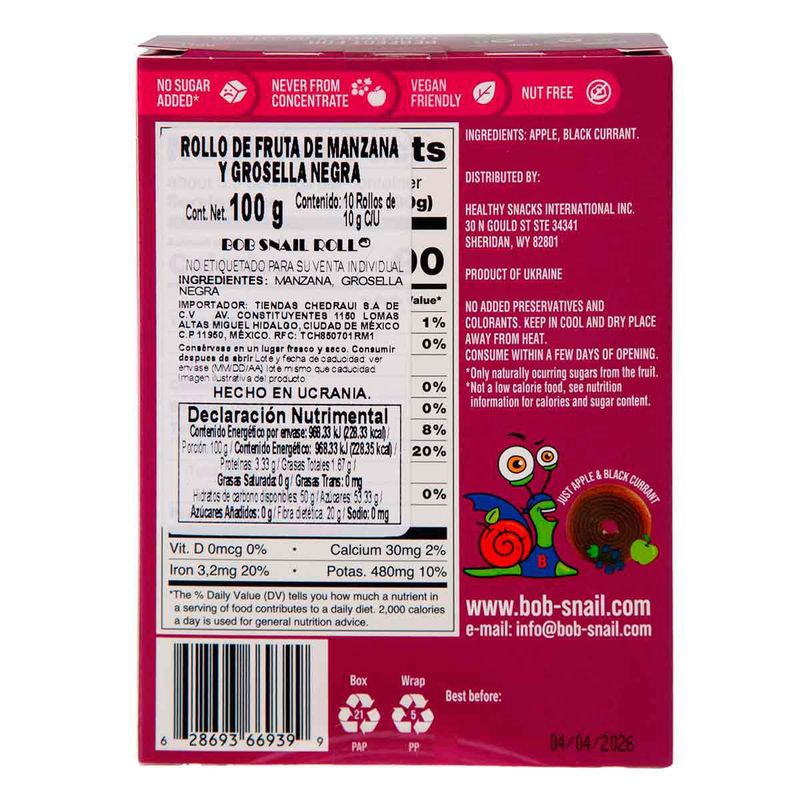 NO SUGAR
ADDED*
NEVER FROM
CONCENTRATE
VEGAN
FRIENDLY
NUT FREE
ROLLO DE FRUTA DE MANZANA
Y GROSELLA NEGRA
Cont. Net. 100 g
Contenido: 10 Rollos de
10 g C/U
BOB SNAIL ROLL
NO ETIQUETADO PARA SU VENTA INDIVIDUAL
INGREDIENTES: MANZANA, GROSELLA
NEGRA
IMPORTADOR: TIENDAS CHEDRAUI S.A DE
C.V AV. CONSTITUYENTES 1150 LOMAS
ALTAS MIGUEL HIDALGO, CIUDAD DE MÉXICO
C.P 11950, MÉXICO. RFC: TCH850701RM1
Consérvese en un lugar fresco y seco. Consumir
despues de abrir Lote y fecha de caducidad: ver
envase (MM/DD/AA) lote mismo que caducidad
Imagen ilustrativa del producto
HECHO EN UCRANIA.
Declaración Nutrimental
Contenido Energético por envase: 968.33 kJ (228.33 kcal) /
Porción: 100 g / Contenido Energético: 968.33 kJ (228.35 kcal) /
Proteínas: 3.33 g / Grasas Totales 1.67 g /
Grasas Saturada: 0 g / Grasas Trans: 0 mg
Hidratos de carbono disponibles: 50 g / Azúcares: 53.33 g /
Azúcares Añadidos: 0 g / Fibra dietética: 20 g / Sodio: 0 mg
ts
r
g)
00
alue*
1%
0%
0%
0%
8%
20%
0%
Vit. D 0mcg 0% • Calcium 30mg 2%
Iron 3,2mg 20% • Potas. 480mg 10%
*The % Daily Value (DV) tells you how much a nutrient in
a serving of food contributes to a daily diet. 2,000 calories
a day is used for general nutrition advice.
INGREDIENTS: APPLE, BLACK CURRANT.
DISTRIBUTED BY:
HEALTHY SNACKS INTERNATIONAL INC.
30 N GOULD ST STE 34341
SHERIDAN, WY 82801
PRODUCT OF UKRAINE
NO ADDED PRESERVATIVES AND
COLORANTS. KEEP IN COOL AND DRY PLACE
AWAY FROM HEAT.
CONSUME WITHIN A FEW DAYS OF OPENING.
*Only naturally ocurring sugars from the fruit.
*Not a low calorie food, see nutrition
information for calories and sugar content.
JUST APPLE & BLACK CURRANT
B
www.bob-snail.com
e-mail: info@bob-snail.com
6 28693 66939 9
Box
21
PAP
Wrap
5
PP
Best before:
04/04/2026